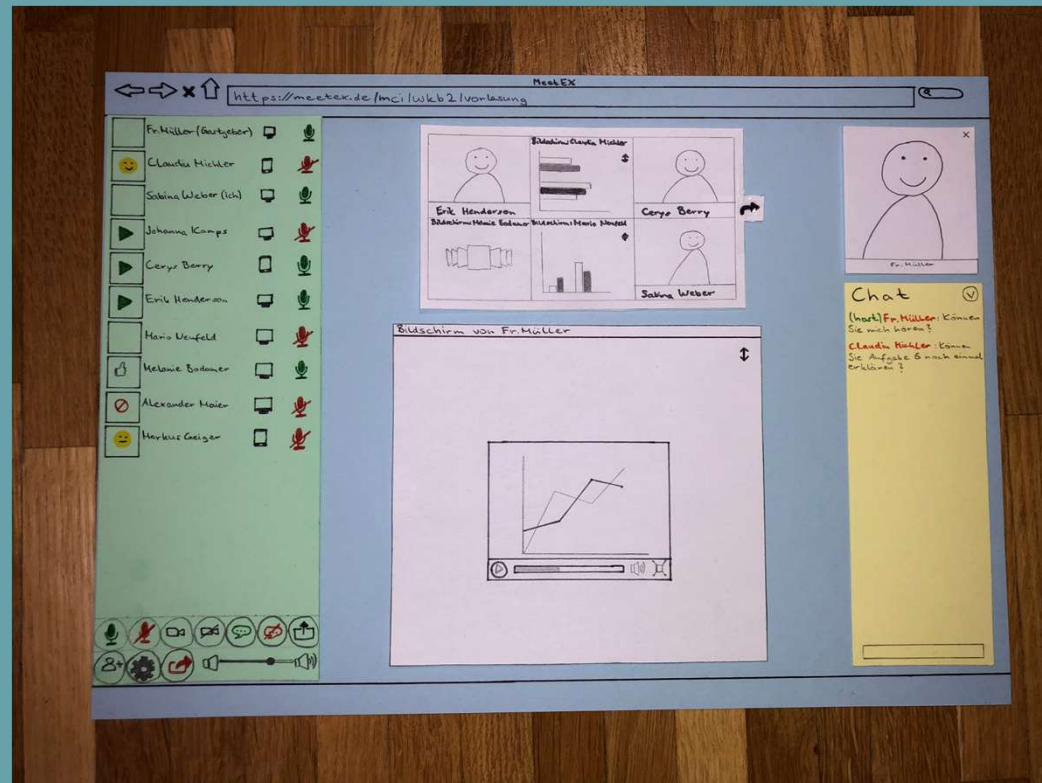 MeetEX
https://meetex.de/mci/wkb2/vorlesung
Fr.Müller (Gastgeber)
Claudia Michler
Sabina Weber (ich)
Johanna Kamps
Cerys Berry
Erik Henderson
Mario Neufeld
Melanie Bodamer
Alexander Maier
Markus Geiger
Bildschirm: Claudia Michler
Erik Henderson
Cerys Berry
Bildschirm: Melanie Bodamer
Bildschirm: Mario Neufeld
Sabina Weber
Bildschirm von Fr.Müller
x
Fr. Müller
Chat
(host) Fr. Müller: Können
Sie mich hören?
Claudia Michler: Können
Sie Aufgabe 6 noch einmal
erklären?